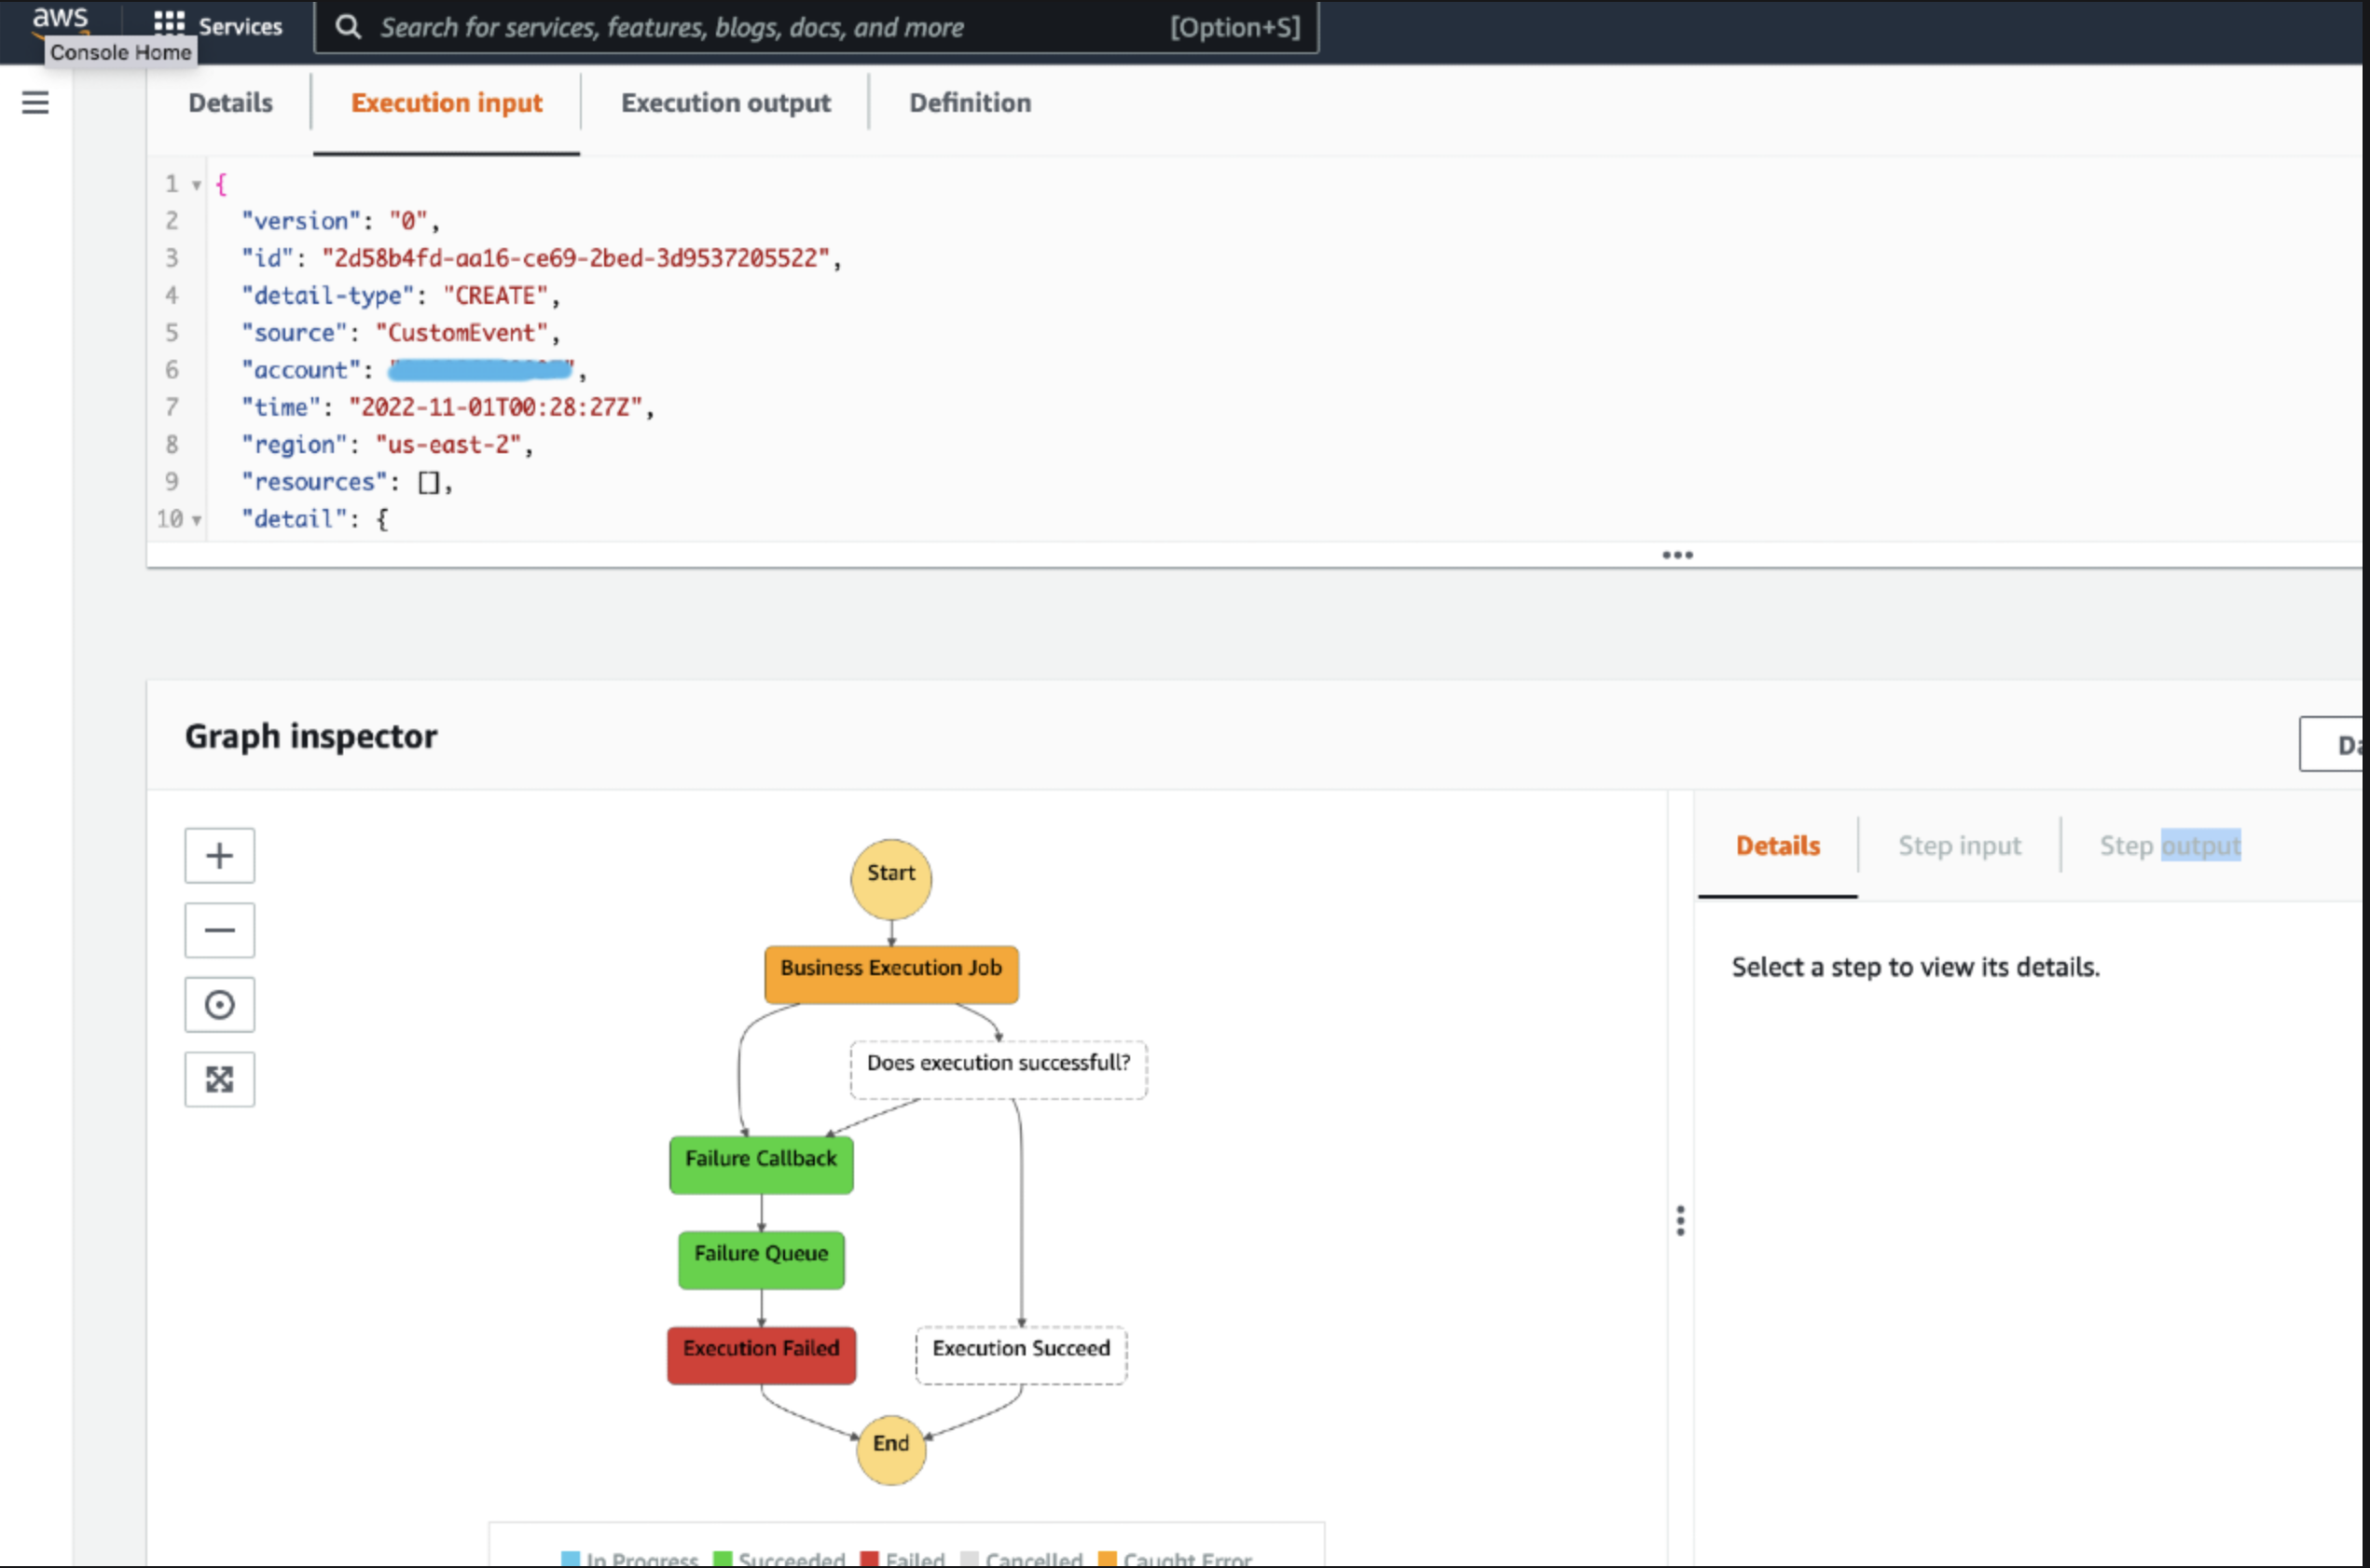 aws
Services
Search for services, features, blogs, docs, and more
[Option+S]
Console Home
Details
Execution input
Execution output
Definition
1 {
2 "version": "0",
3 "id": "2d58b4fd-aa16-ce69-2bed-3d9537205522",
4 "detail-type": "CREATE",
5 "source": "CustomEvent",
6 "account": ,
7 "time": "2022-11-01T00:28:27Z",
8 "region": "us-east-2",
9 "resources": [],
10 "detail": {
Graph inspector
Details
Step input
Step output
Select a step to view its details.
Start
Business Execution Job
Does execution successfull?
Failure Callback
Failure Queue
Execution Failed
Execution Succeed
End
In Progress Succeeded Failed Cancelled Caught Error